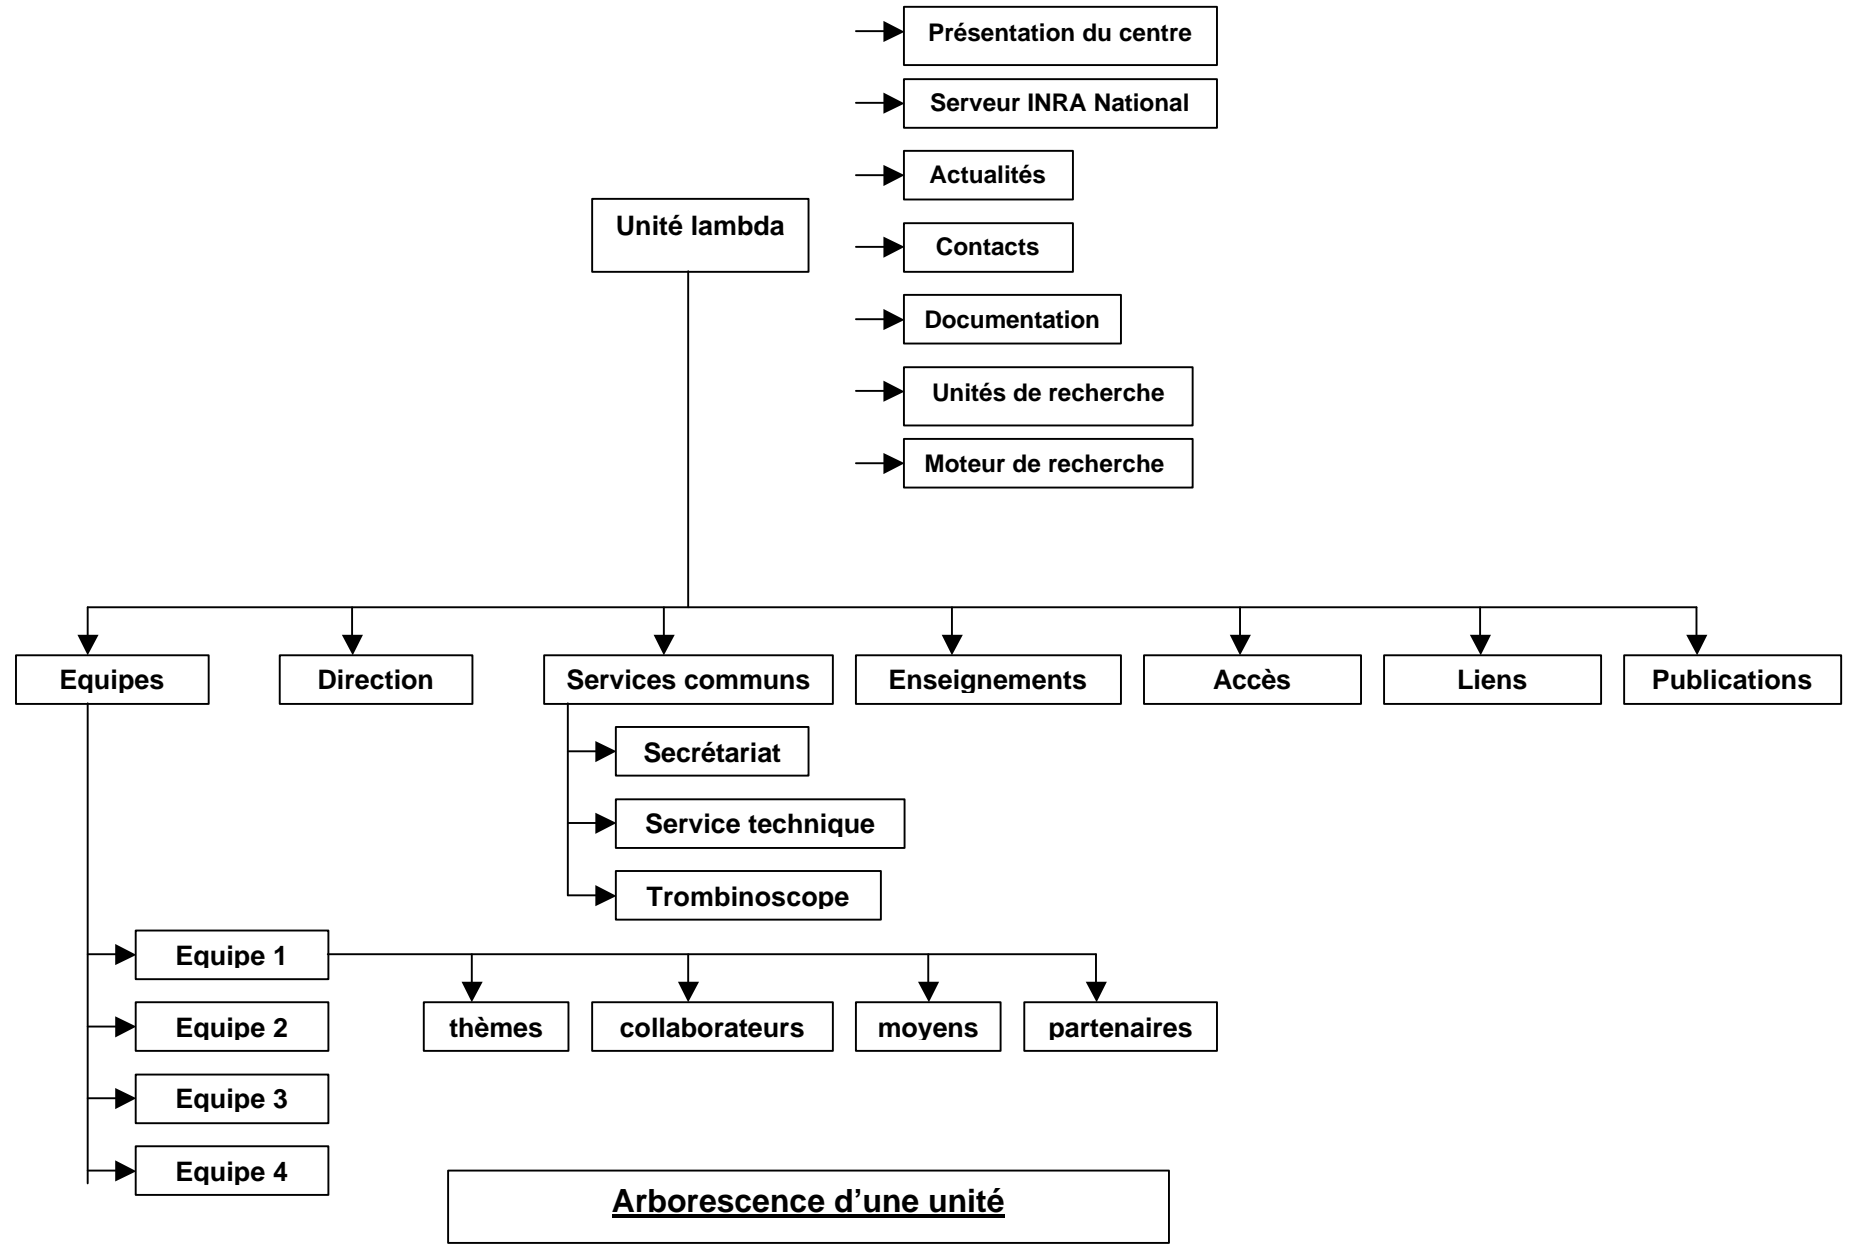 Présentation du centre
Serveur INRA National
Actualités
Unité lambda
Contacts
Documentation
Unités de recherche
Moteur de recherche
Equipes
Direction
Services communs
Enseignements
Accès
Liens
Publications
Secrétariat
Service technique
Trombinoscope
Equipe 1
Equipe 2
thèmes
collaborateurs
moyens
partenaires
Equipe 3
Equipe 4
Arborescence d’une unité